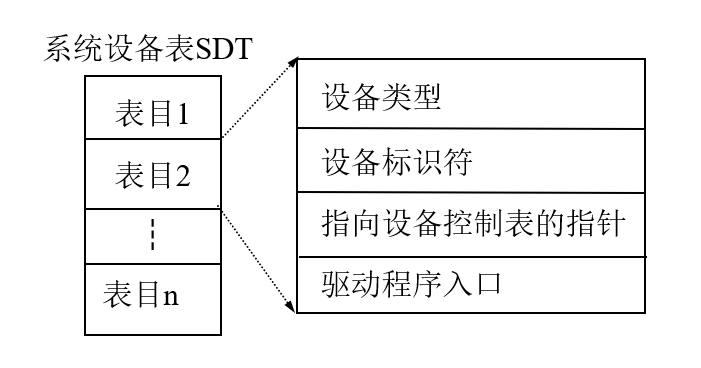 系统设备表SDT
表目1
表目2
表目n
设备类型
设备标识符
指向设备控制表的指针
驱动程序入口